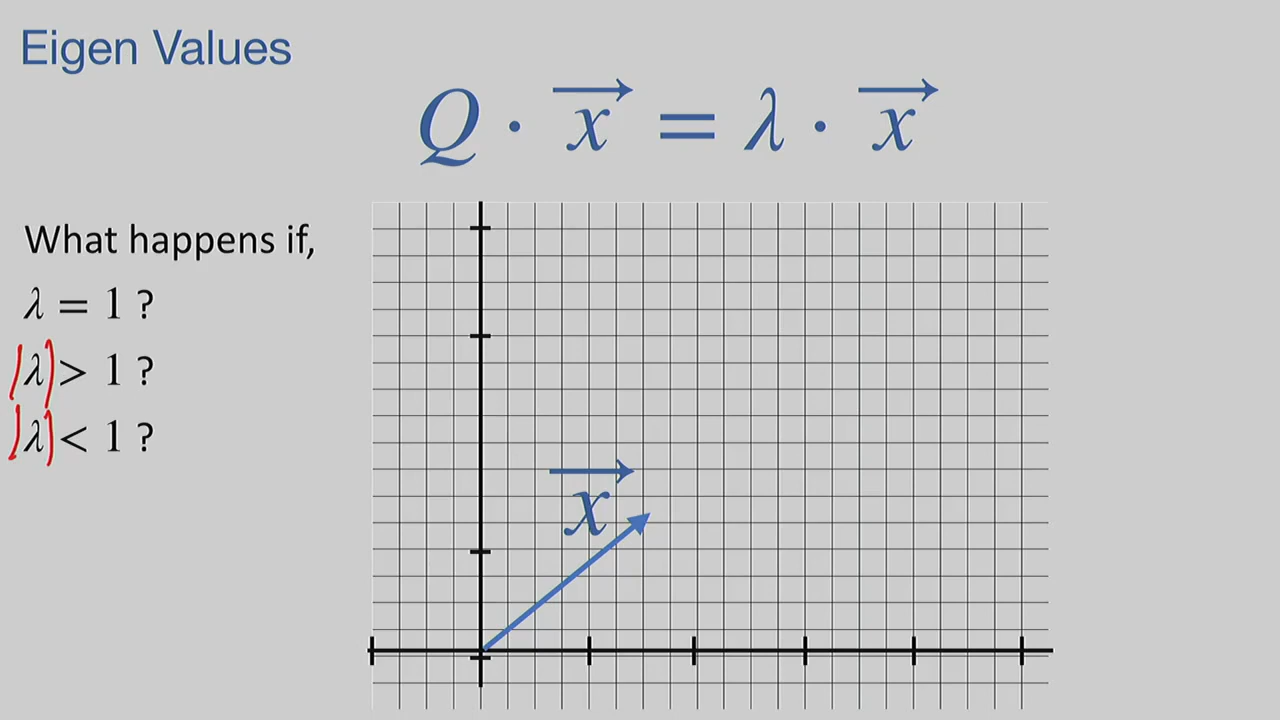 Eigen Values
Q · x⃗ = λ · x⃗
What happens if,
λ = 1 ?
|λ| > 1 ?
|λ| < 1 ?
x⃗